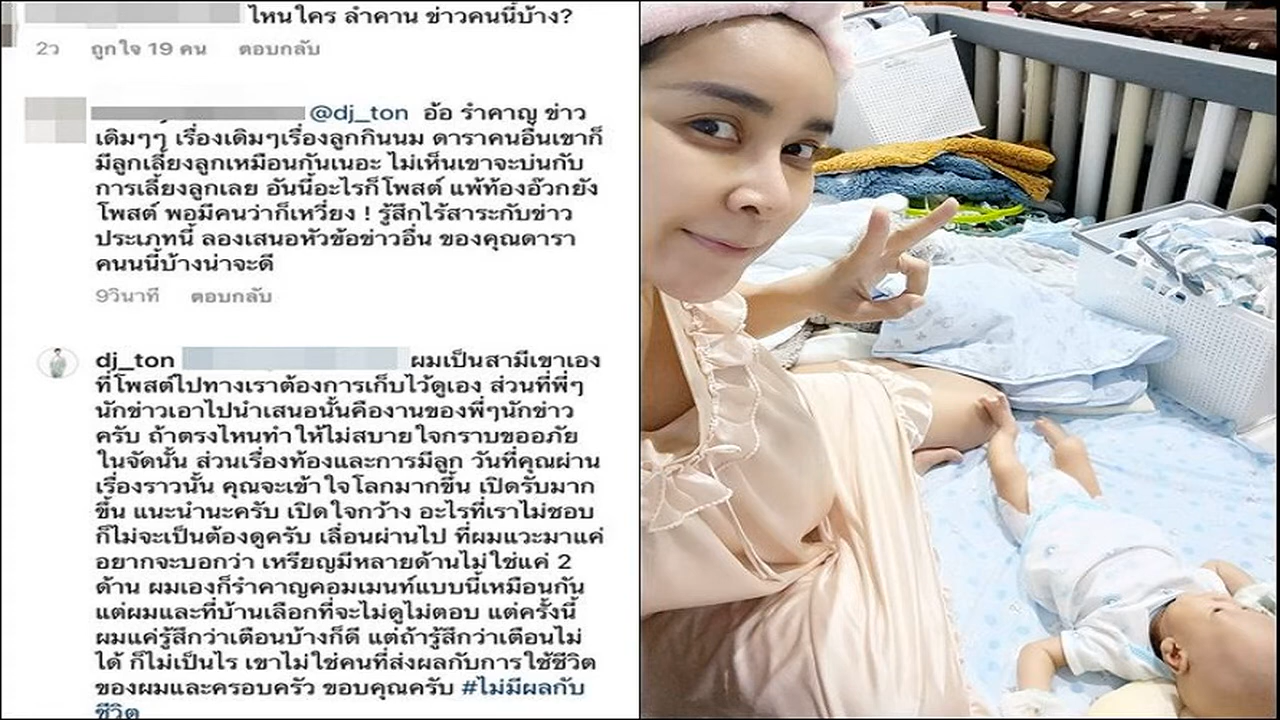 ไหนใคร ลำคาน ข่าวคนนี้บ้าง?
2ว ถูกใจ 19 คน ตอบกลับ
@dj_ton อ้อ รำคาญ ข่าว
เดิมๆๆ เรื่องเดิมๆเรื่องลูกกินนม ดาราคนอื่นเขาก็
มีลูกเลี้ยงลูกเหมือนกันเนอะ ไม่เห็นเขาจะบ่นกับ
การเลี้ยงลูกเลย อันนี้อะไรก็โพสต์ แพ้ท้องอ๊วกยัง
โพสต์ พอมีคนว่าก็เหวี่ยง ! รู้สึกไร้สาระกับข่าว
ประเภทนี้ ลองเสนอหัวข้อข่าวอื่น ของคุณดารา
คนนนี้บ้างน่าจะดี
9วินาที ตอบกลับ
dj_ton ผมเป็นสามีเขาเอง
ที่โพสต์ไปทางเราต้องการเก็บไว้ดูเอง ส่วนที่พี่ๆ
นักข่าวเอาไปนำเสนอนั้นคืองานของพี่ๆนักข่าว
ครับ ถ้าตรงไหนทำให้ไม่สบายใจกราบขออภัย
ในจัดนั้น ส่วนเรื่องท้องและการมีลูก วันที่คุณผ่าน
เรื่องราวนั้น คุณจะเข้าใจโลกมากขึ้น เปิดรับมาก
ขึ้น แนะนำนะครับ เปิดใจกว้าง อะไรที่เราไม่ชอบ
ก็ไม่จะเป็นต้องดูครับ เลื่อนผ่านไป ที่ผมแวะมาแค่
อยากจะบอกว่า เหรียญมีหลายด้านไม่ใช่แค่ 2
ด้าน ผมเองก็รำคาญคอมเมนท์แบบนี้เหมือนกัน
แต่ผมและที่บ้านเลือกที่จะไม่ดูไม่ตอบ แต่ครั้งนี้
ผมแค่รู้สึกว่าเตือนบ้างก็ดี แต่ถ้ารู้สึกว่าเตือนไม่
ได้ ก็ไม่เป็นไร เขาไม่ใช่คนที่ส่งผลกับการใช้ชีวิต
ของผมและครอบครัว ขอบคุณครับ #ไม่มีผลกับ
ชีวิต